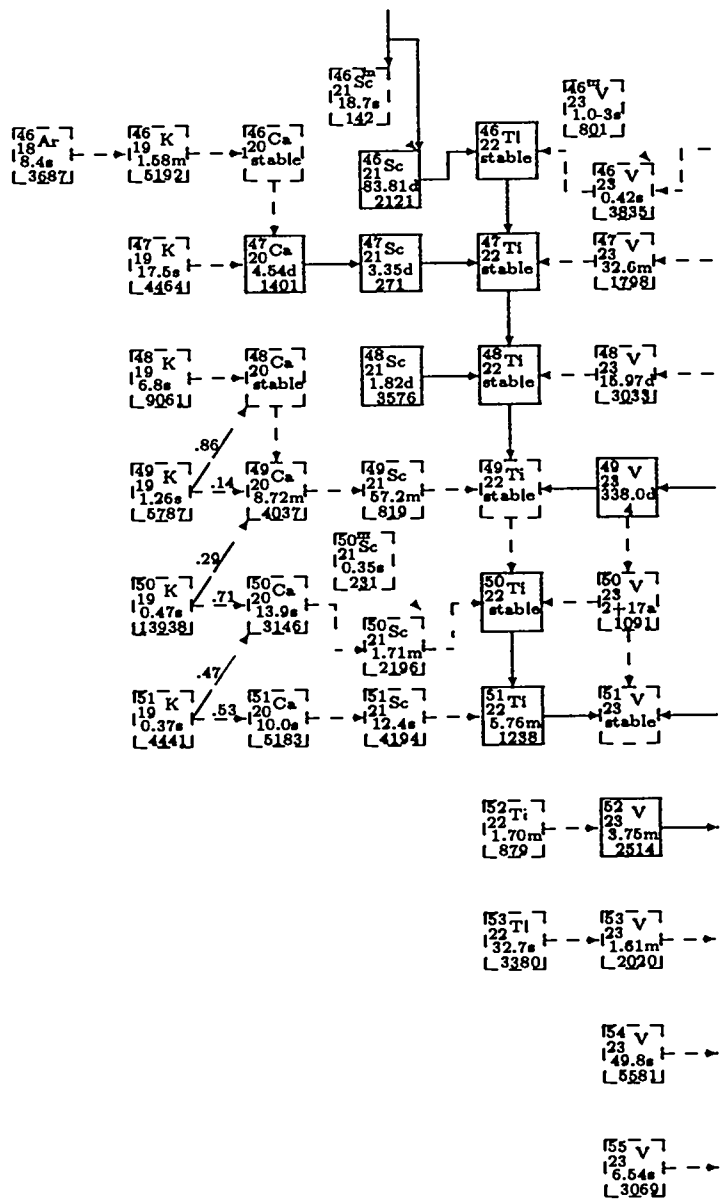 46m Sc
21
18.7s
142
46m V
23
1.0-3s
801
46 Ar
18
8.4s
3687
46 K
19
1.58m
5192
46 Ca
20
stable
46 Sc
21
83.81d
2121
46 Ti
22
stable
46 V
23
0.42s
3835
47 K
19
17.5s
4464
47 Ca
20
4.54d
1401
47 Sc
21
3.35d
271
47 Ti
22
stable
47 V
23
32.6m
1798
48 K
19
6.8s
9061
48 Ca
20
stable
48 Sc
21
1.82d
3576
48 Ti
22
stable
48 V
23
15.97d
3033
.86
49 K
19
1.26s
5787
.14
49 Ca
20
8.72m
4037
49 Sc
21
57.2m
819
49 Ti
22
stable
49 V
23
338.0d
.29
50m Sc
21
0.35s
231
50 K
19
0.47s
13938
.71
50 Ca
20
13.9s
3146
50 Sc
21
1.71m
2196
50 Ti
22
stable
50 V
23
2+17a
1091
.47
51 K
19
0.37s
4441
.53
51 Ca
20
10.0s
5183
51 Sc
21
12.4s
4194
51 Ti
22
5.76m
1238
51 V
23
stable
52 Ti
22
1.70m
879
52 V
23
3.75m
2514
53 Ti
22
32.7s
3380
53 V
23
1.61m
2020
54 V
23
49.8s
5581
55 V
23
6.54s
3069